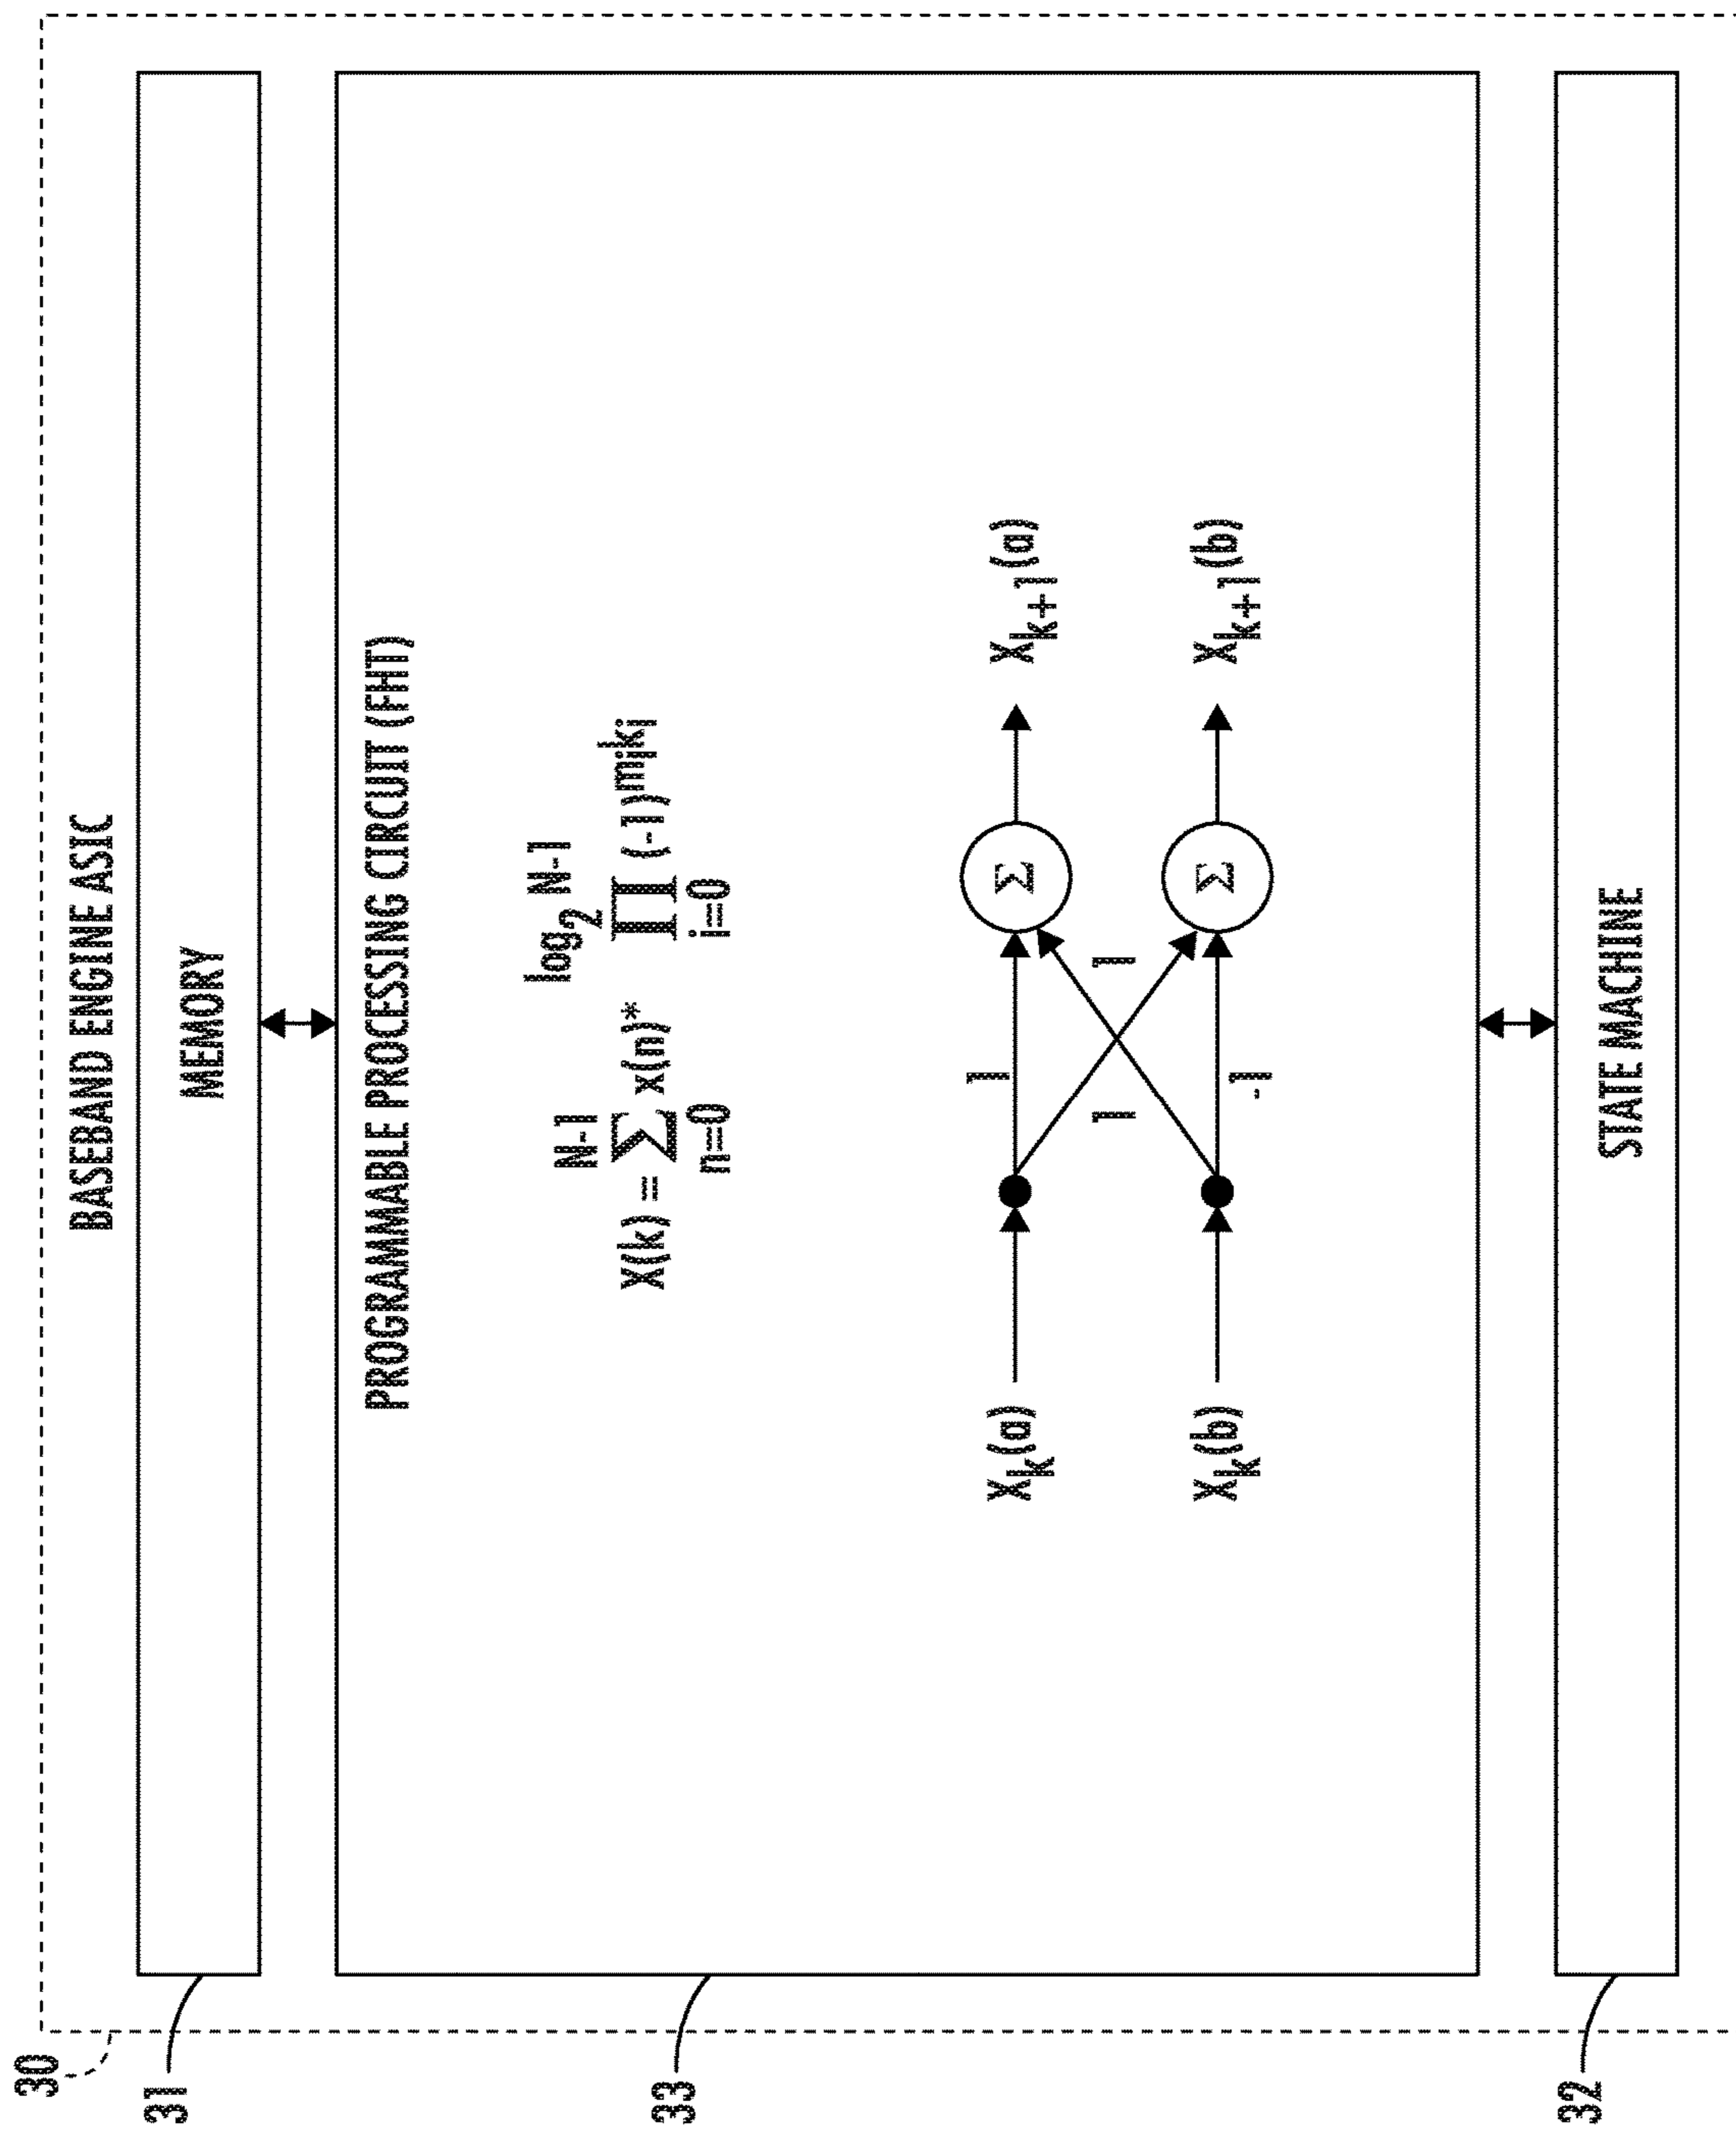 30
BASEBAND ENGINE ASIC
31
MEMORY
33
PROGRAMMABLE PROCESSING CIRCUIT (FHT)
N-1 log2 N-1
X(k) = Σ x(n)* ∏ (-1)^miki
n=0 i=0
Xk(a) 1 Σ Xk+1(a)
1 1
Xk(b) -1 Σ Xk+1(b)
32
STATE MACHINE